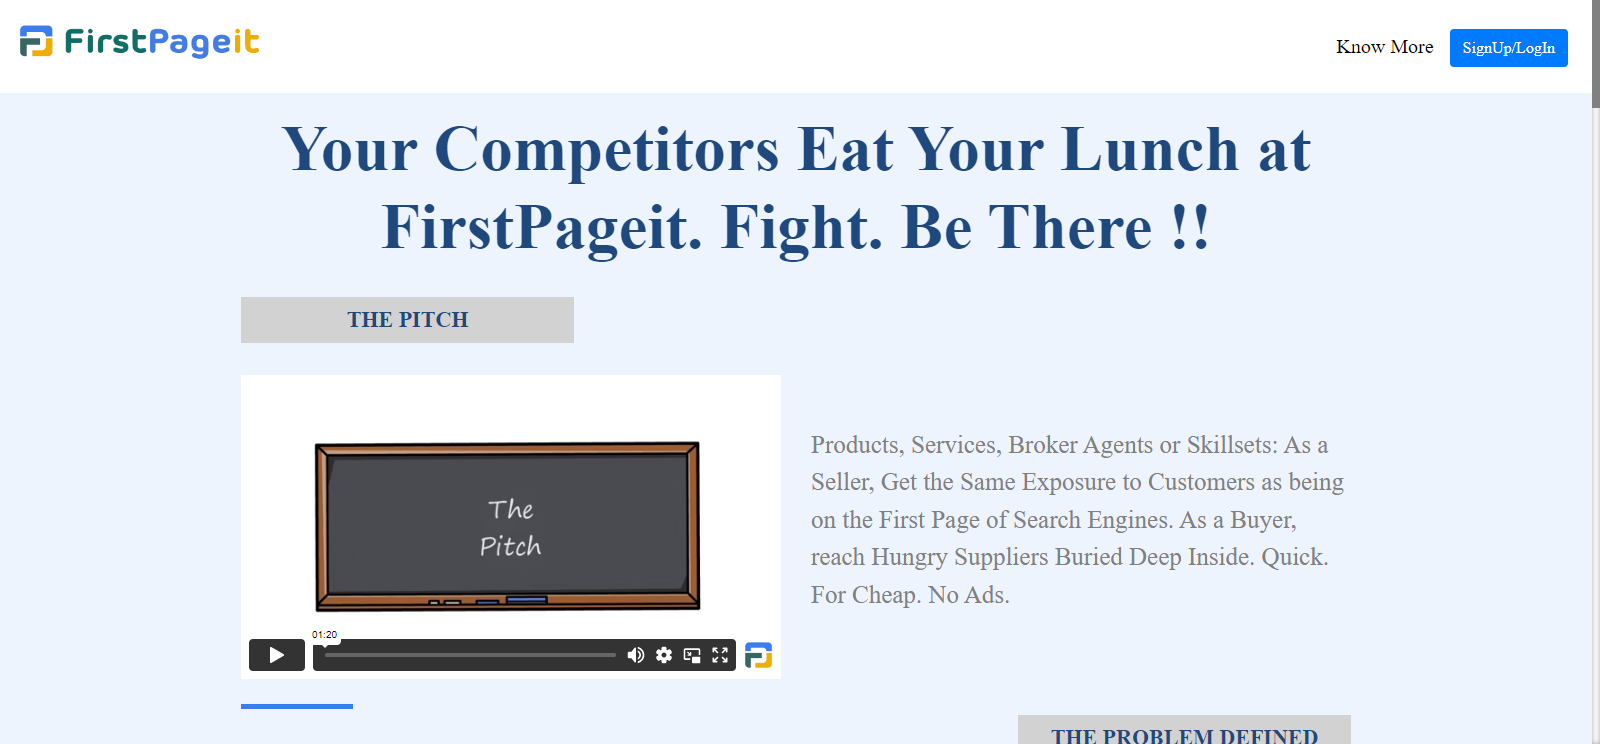 FirstPageit
Know More
SignUp/LogIn
Your Competitors Eat Your Lunch at
FirstPageit. Fight. Be There !!
THE PITCH
The
Pitch
01:20
Products, Services, Broker Agents or Skillsets: As a
Seller, Get the Same Exposure to Customers as being
on the First Page of Search Engines. As a Buyer,
reach Hungry Suppliers Buried Deep Inside. Quick.
For Cheap. No Ads.
THE PROBLEM DEFINED